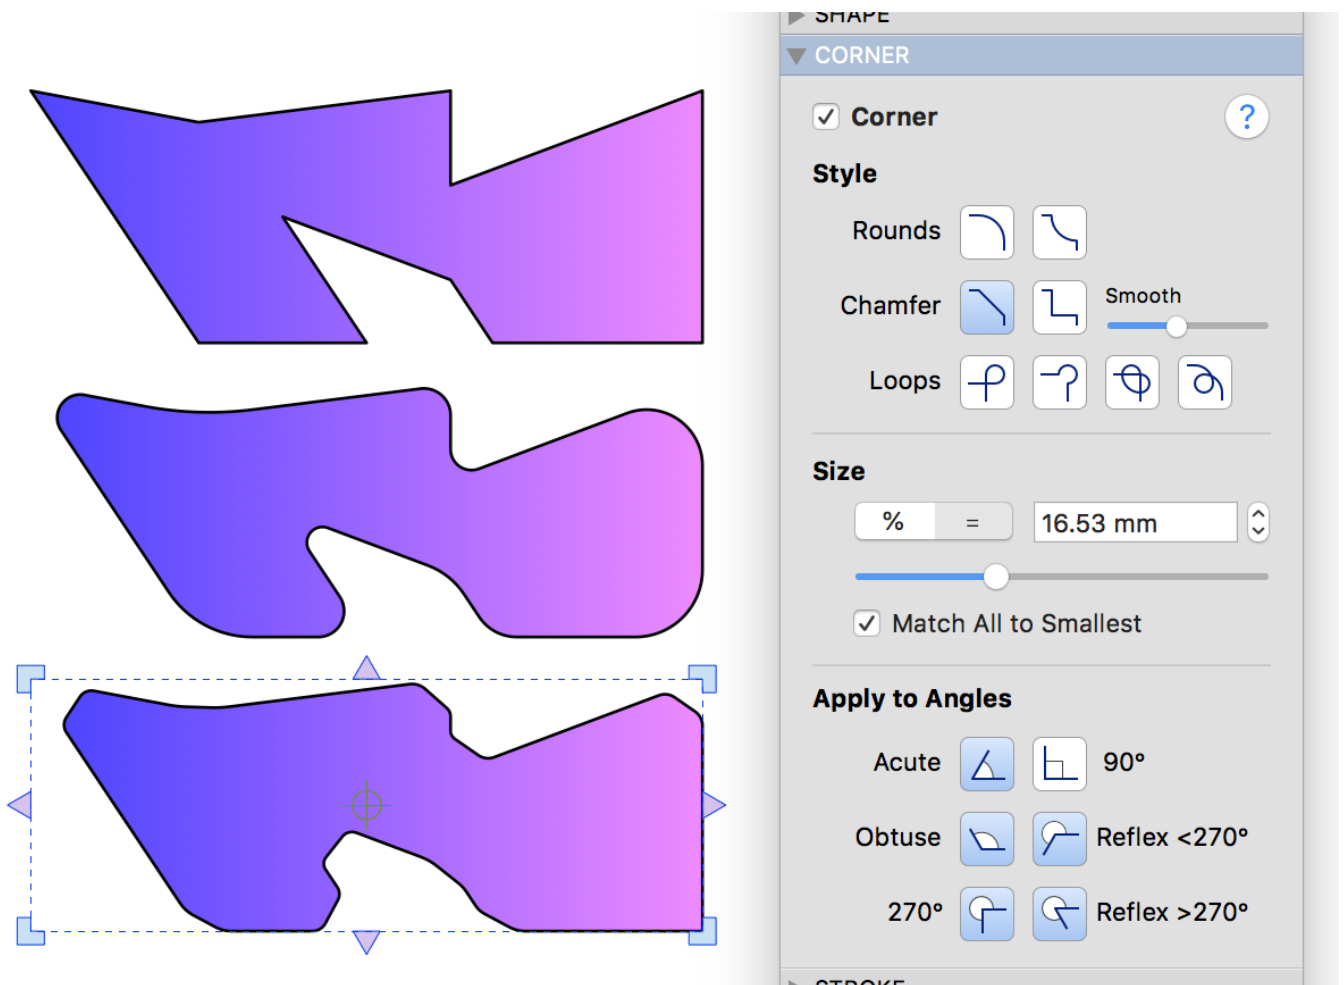 SHAPE
CORNER
Corner
?
Style
Rounds
Chamfer
Smooth
Loops
Size
% =
16.53 mm
Match All to Smallest
Apply to Angles
Acute 90°
Obtuse Reflex <270°
270° Reflex >270°
STROKE